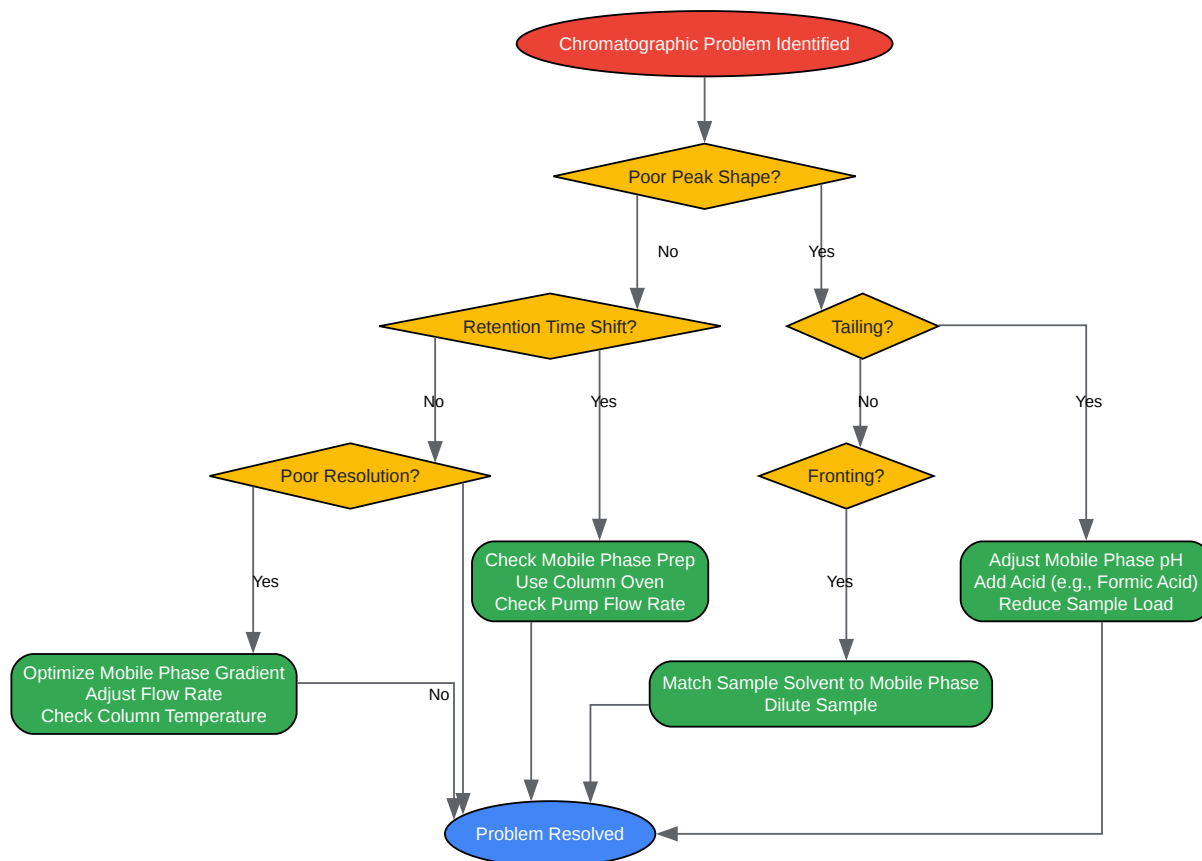 Chromatographic Problem Identified
Poor Peak Shape?
No
Yes
Retention Time Shift?
Tailing?
No
Yes
No
Yes
Poor Resolution?
Fronting?
Check Mobile Phase Prep
Use Column Oven
Check Pump Flow Rate
Adjust Mobile Phase pH
Add Acid (e.g., Formic Acid)
Reduce Sample Load
Yes
Yes
Optimize Mobile Phase Gradient
Adjust Flow Rate
Check Column Temperature
No
Match Sample Solvent to Mobile Phase
Dilute Sample
Problem Resolved